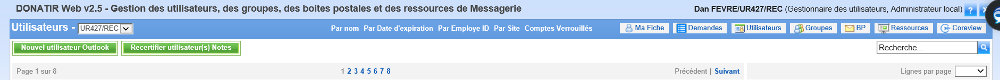 DONATIR Web v2.5 - Gestion des utilisateurs, des groupes, des boites postales et des ressources de Messagerie
Dan FEVRE/UR427/REC (Gestionnaire des utilisateurs, Administrateur local) ?
Utilisateurs - UR427/REC
Par nom Par Date d'expiration Par Employe ID Par Site Comptes Verrouillés
Ma Fiche Demandes Utilisateurs Groupes BP Ressources Coreview
Nouvel utilisateur Outlook Recertifier utilisateur(s) Notes
Recherche...
Page 1 sur 8
1 2 3 4 5 6 7 8
Précédent | Suivant
Lignes par page